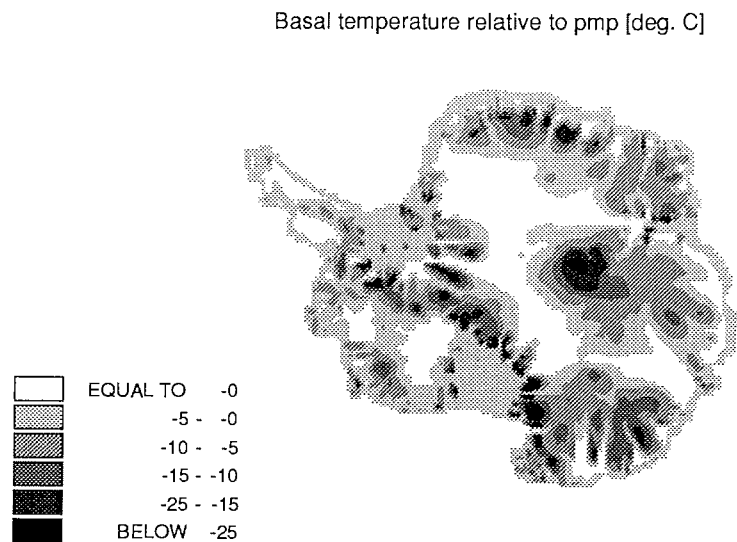 Basal temperature relative to pmp [deg. C]
EQUAL TO -0
-5 - -0
-10 - -5
-15 - -10
-25 - -15
BELOW -25